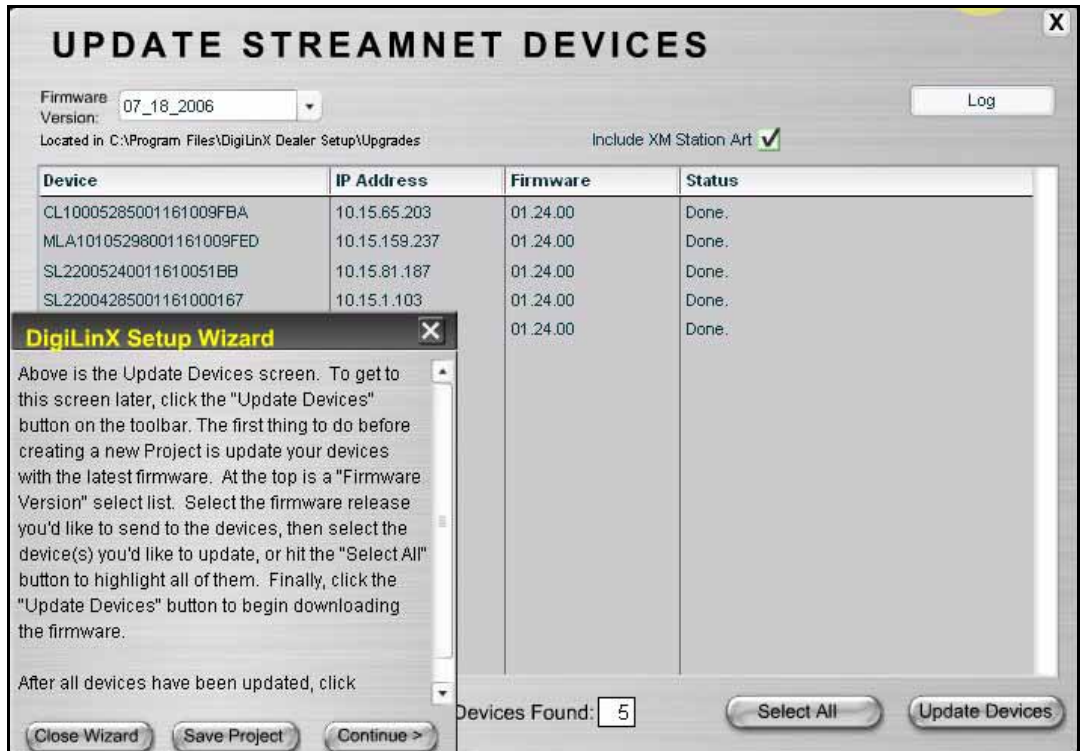 X
UPDATE STREAMNET DEVICES
Firmware
Version:
07_18_2006
Log
Located in C:\Program Files\DigiLinX Dealer Setup\Upgrades
Include XM Station Art
Device IP Address Firmware Status
CL10005285001161009FBA 10.15.65.203 01.24.00 Done.
MLA10105298001161009FED 10.15.159.237 01.24.00 Done.
SL22005240011610051BB 10.15.81.187 01.24.00 Done.
SL22004285001161000167 10.15.1.103 01.24.00 Done.
01.24.00 Done.
DigiLinX Setup Wizard
Above is the Update Devices screen. To get to
this screen later, click the "Update Devices"
button on the toolbar. The first thing to do before
creating a new Project is update your devices
with the latest firmware. At the top is a "Firmware
Version" select list. Select the firmware release
you'd like to send to the devices, then select the
device(s) you'd like to update, or hit the "Select All"
button to highlight all of them. Finally, click the
"Update Devices" button to begin downloading
the firmware.
After all devices have been updated, click
Close Wizard Save Project Continue >
Devices Found: 5
Select All Update Devices